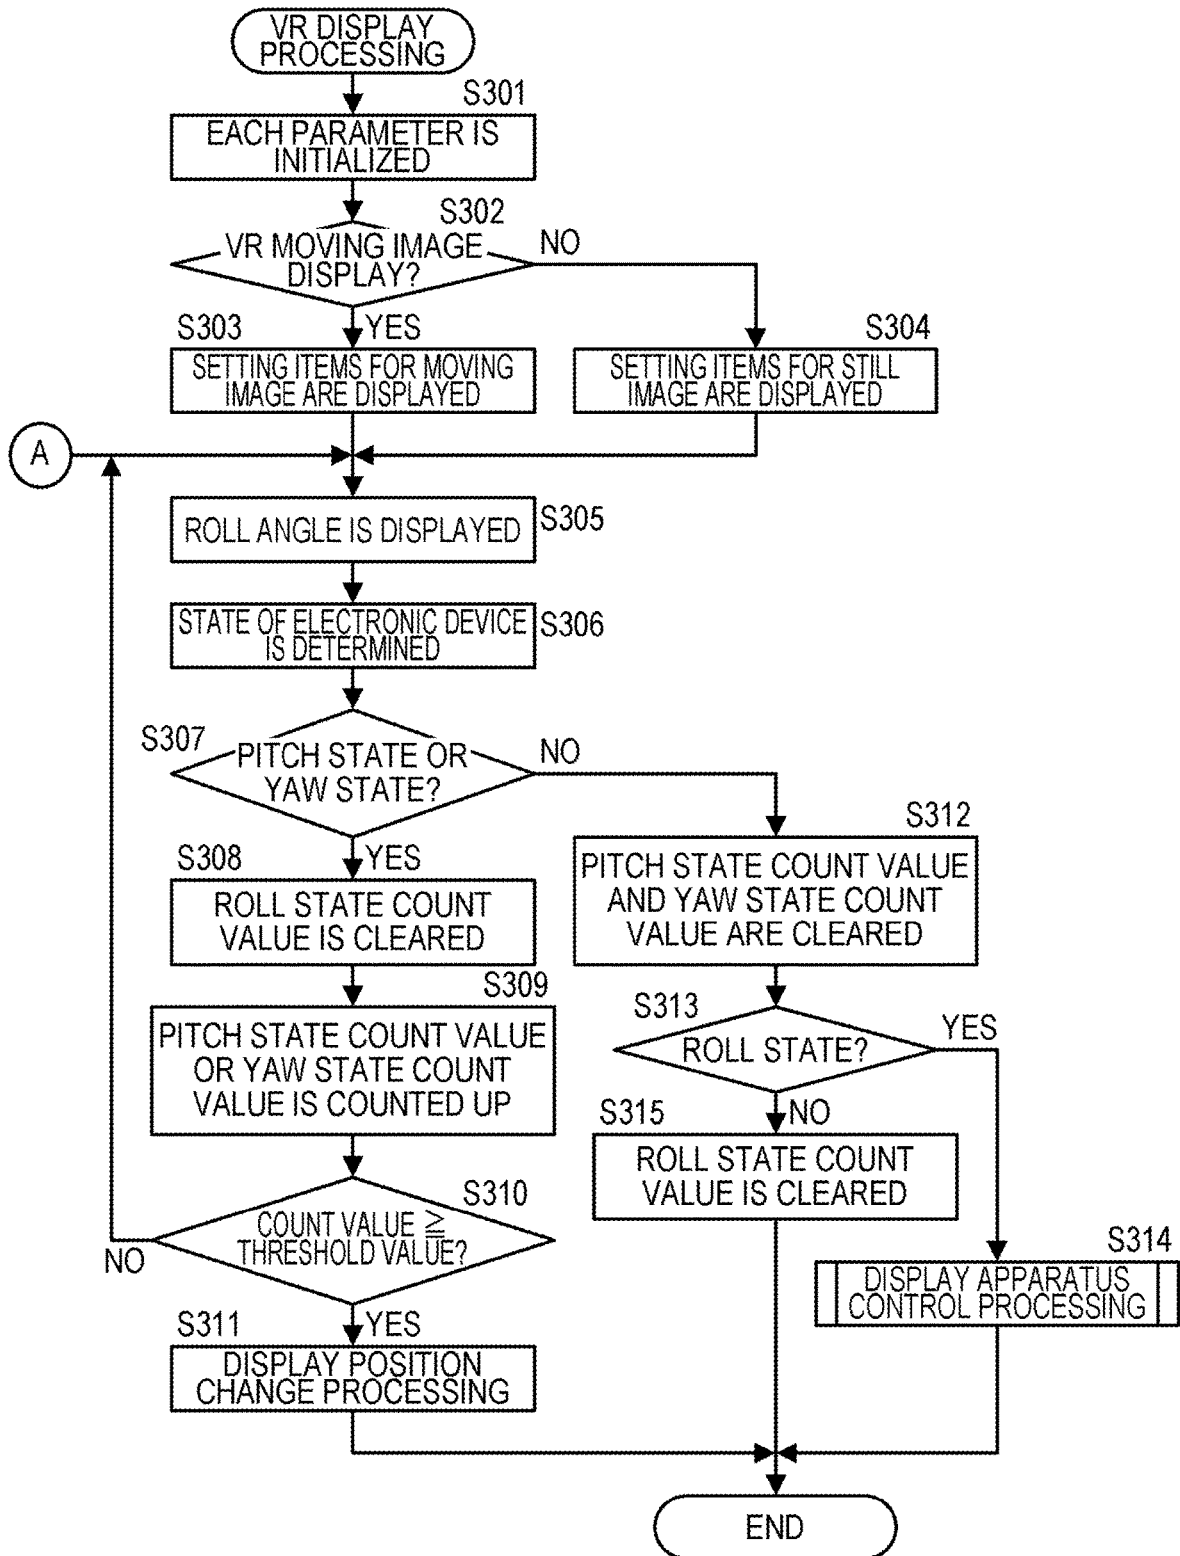 VR DISPLAY
PROCESSING
S301
EACH PARAMETER IS
INITIALIZED
S302
VR MOVING IMAGE
DISPLAY?
NO
YES
S303
SETTING ITEMS FOR MOVING
IMAGE ARE DISPLAYED
S304
SETTING ITEMS FOR STILL
IMAGE ARE DISPLAYED
A
ROLL ANGLE IS DISPLAYED
S305
STATE OF ELECTRONIC DEVICE
IS DETERMINED
S306
S307
PITCH STATE OR
YAW STATE?
NO
YES
S308
ROLL STATE COUNT
VALUE IS CLEARED
S312
PITCH STATE COUNT VALUE
AND YAW STATE COUNT
VALUE ARE CLEARED
S309
PITCH STATE COUNT VALUE
OR YAW STATE COUNT
VALUE IS COUNTED UP
S313
ROLL STATE?
YES
NO
S315
ROLL STATE COUNT
VALUE IS CLEARED
S310
COUNT VALUE ≧
THRESHOLD VALUE?
NO
YES
S314
DISPLAY APPARATUS
CONTROL PROCESSING
S311
DISPLAY POSITION
CHANGE PROCESSING
END